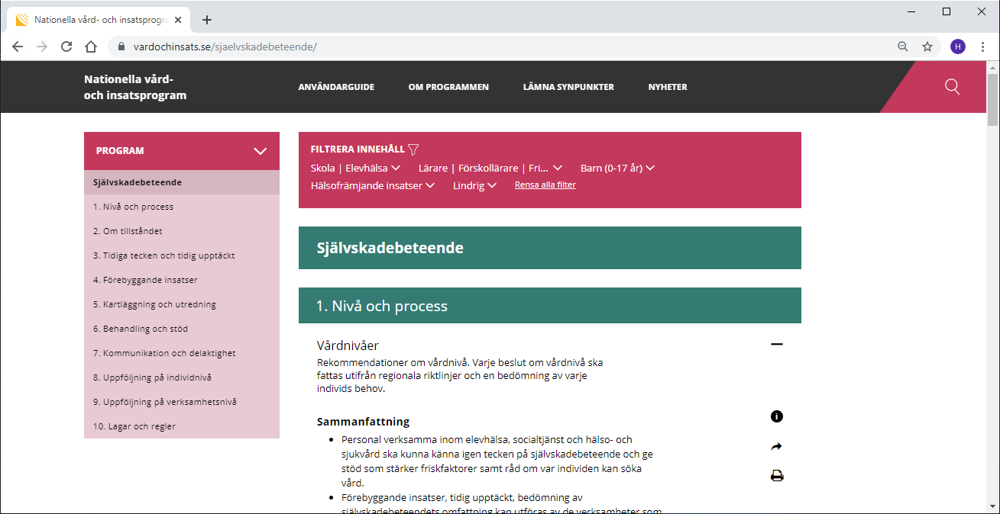 Nationella vård- och insatsprogra
vardochinsats.se/sjaelvskadebeteende/
H
Nationella vård-
och insatsprogram
ANVÄNDARGUIDE
OM PROGRAMMEN
LÄMNA SYNPUNKTER
NYHETER
PROGRAM
Självskadebeteende
1. Nivå och process
2. Om tillståndet
3. Tidiga tecken och tidig upptäckt
4. Förebyggande insatser
5. Kartläggning och utredning
6. Behandling och stöd
7. Kommunikation och delaktighet
8. Uppföljning på individnivå
9. Uppföljning på verksamhetsnivå
10. Lagar och regler
FILTRERA INNEHÅLL
Skola | Elevhälsa Lärare | Förskollärare | Fri... Barn (0-17 år)
Hälsofrämjande insatser Lindrig Rensa alla filter
Självskadebeteende
1. Nivå och process
Vårdnivåer
Rekommendationer om vårdnivå. Varje beslut om vårdnivå ska
fattas utifrån regionala riktlinjer och en bedömning av varje
individs behov.
Sammanfattning
• Personal verksamma inom elevhälsa, socialtjänst och hälso- och
sjukvård ska kunna känna igen tecken på självskadebeteende och ge
stöd som stärker friskfaktorer samt råd om var individen kan söka
vård.
• Förebyggande insatser, tidig upptäckt, bedömning av
självskadebeteendets omfattning kan utföras av de verksamheter som